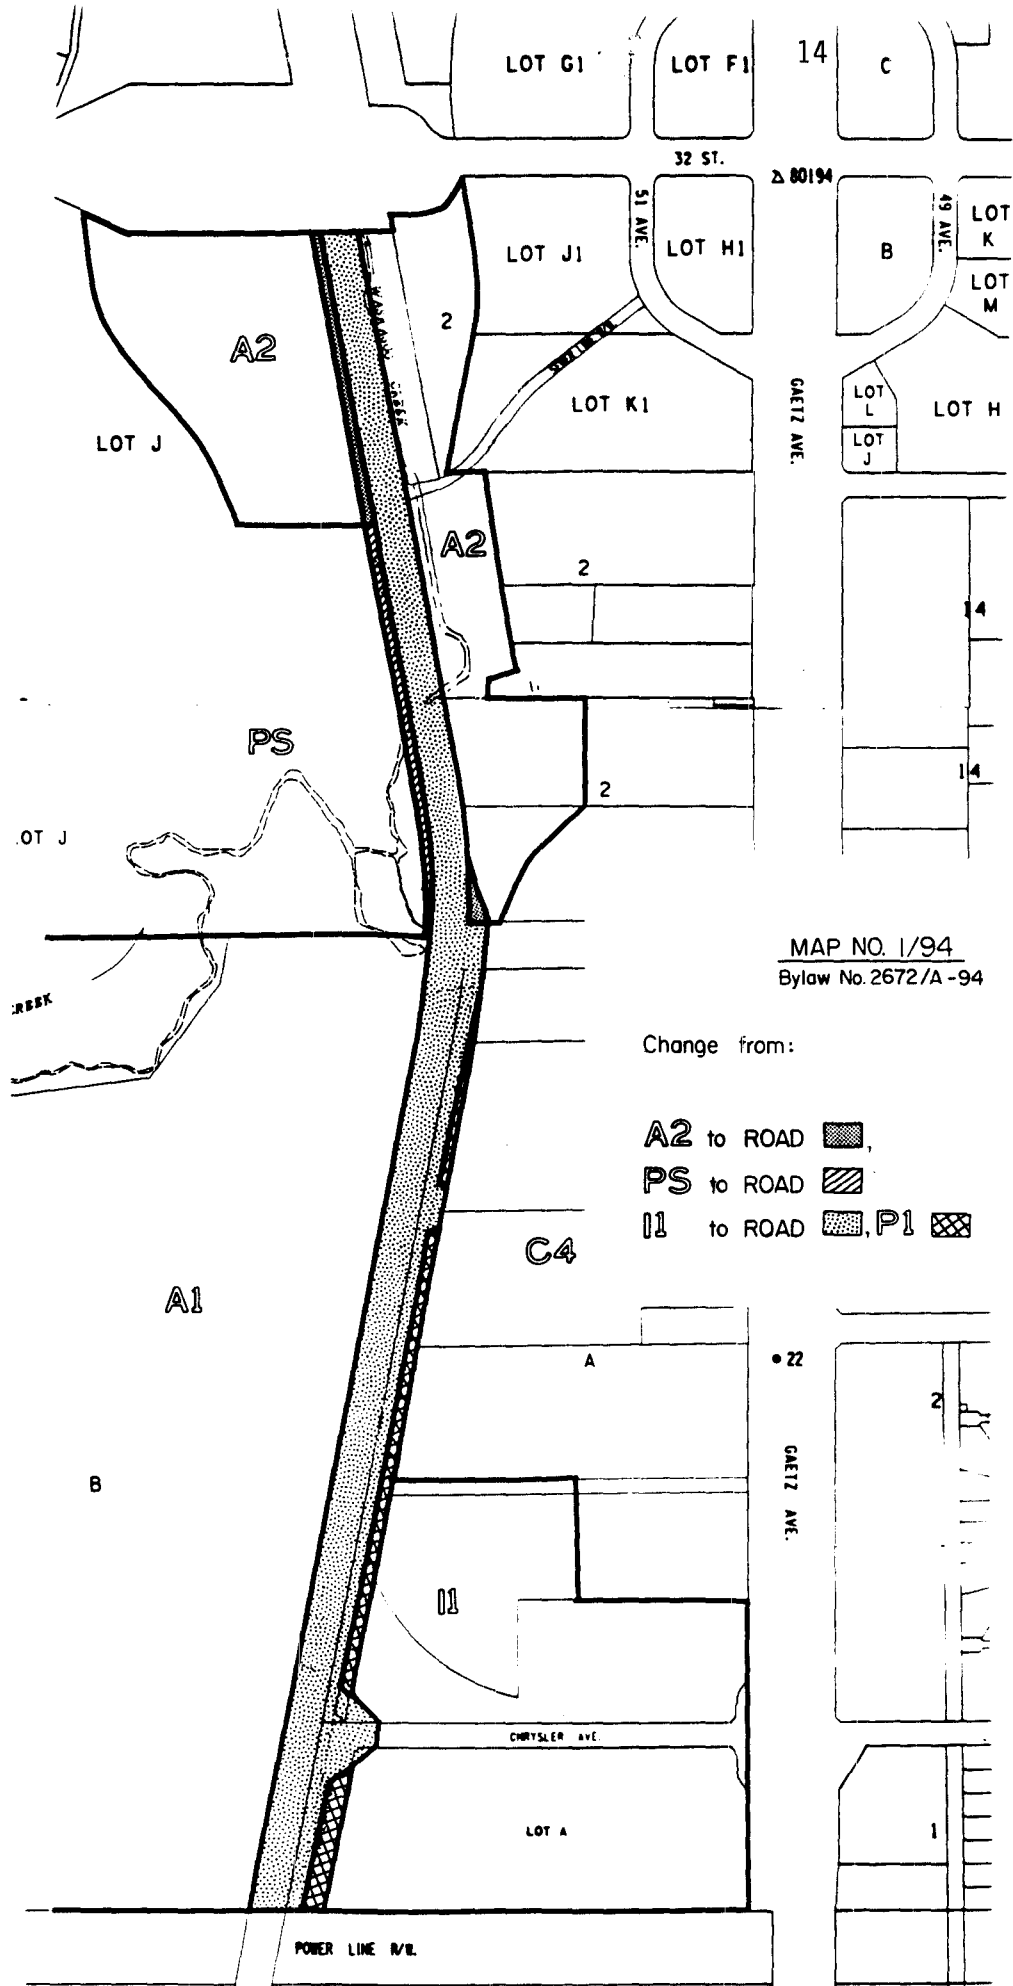 LOT G1
LOT F1
14
C
32 ST.
80194
51 AVE.
49 AVE.
LOT
K
LOT J1
LOT H1
B
LOT
M
2
A2
CREEK
LOT K1
GAETZ AVE.
LOT
L
LOT H
LOT
J
LOT J
A2
2
14
PS
14
2
OT J
MAP NO. 1/94
Bylaw No. 2672/A-94
CREEK
Change from:
A2 to ROAD ,
PS to ROAD
I1 to ROAD , P1
C4
A1
A
22
2
B
GAETZ AVE.
I1
CHRYSLER AVE.
LOT A
1
POWER LINE R/W.